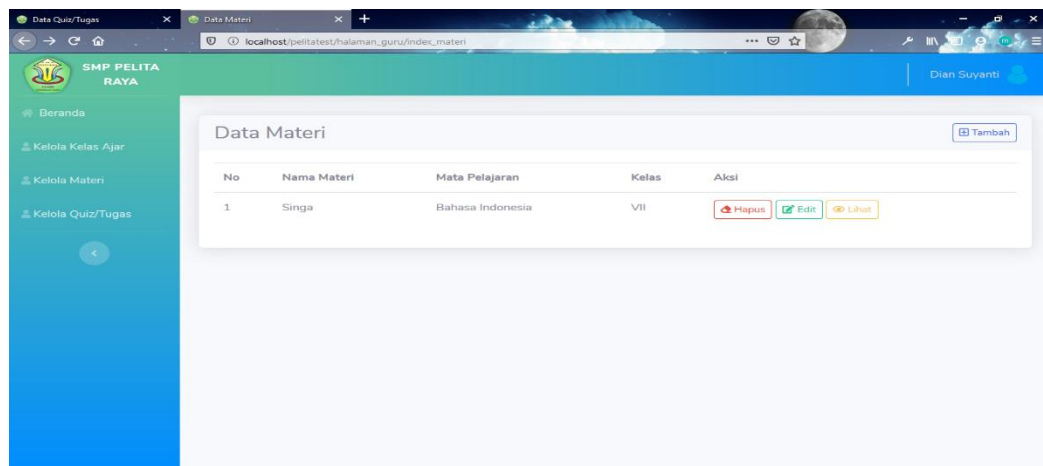 Data Quiz/Tugas
Data Materi
localhost/pelitatest/halaman_guru/index_materi
SMP PELITA
RAYA
Dian Suyanti
Beranda
Kelola Kelas Ajar
Kelola Materi
Kelola Quiz/Tugas
Data Materi
Tambah
No Nama Materi Mata Pelajaran Kelas Aksi
1 Singa Bahasa Indonesia VII Hapus Edit Lihat